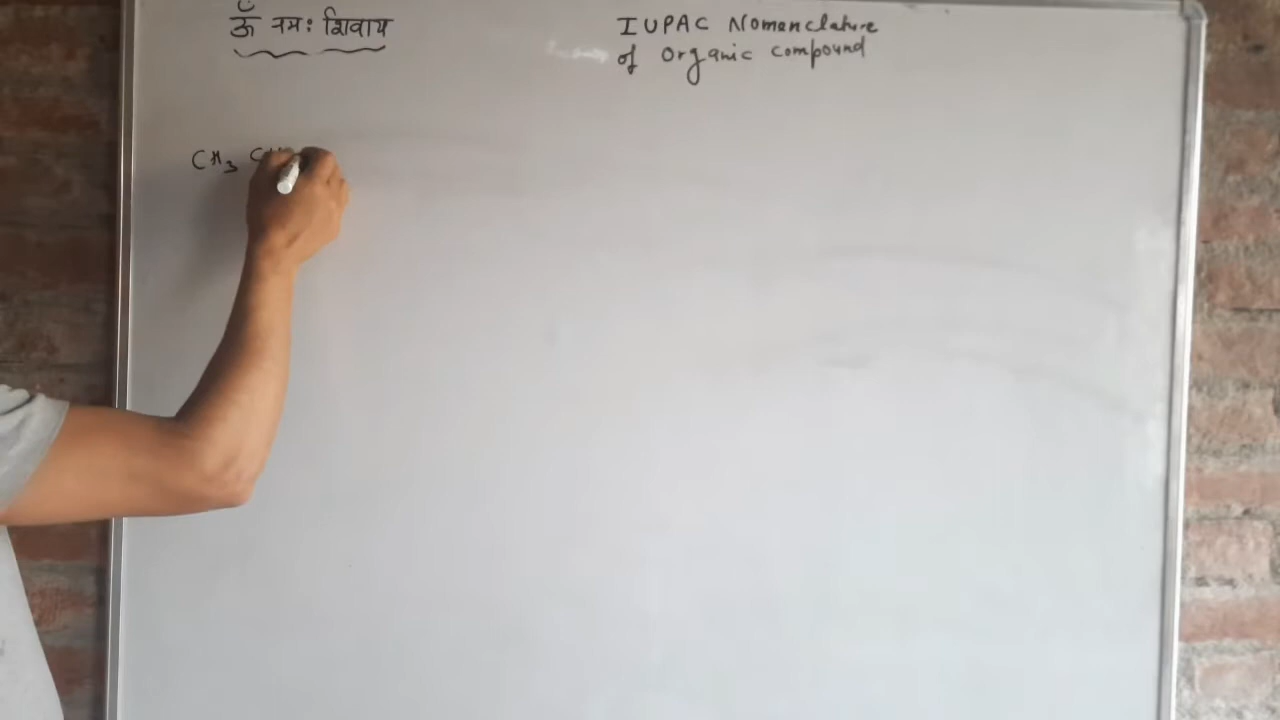 ॐ नमः शिवाय
IUPAC Nomenclature
of Organic compound
CH₃